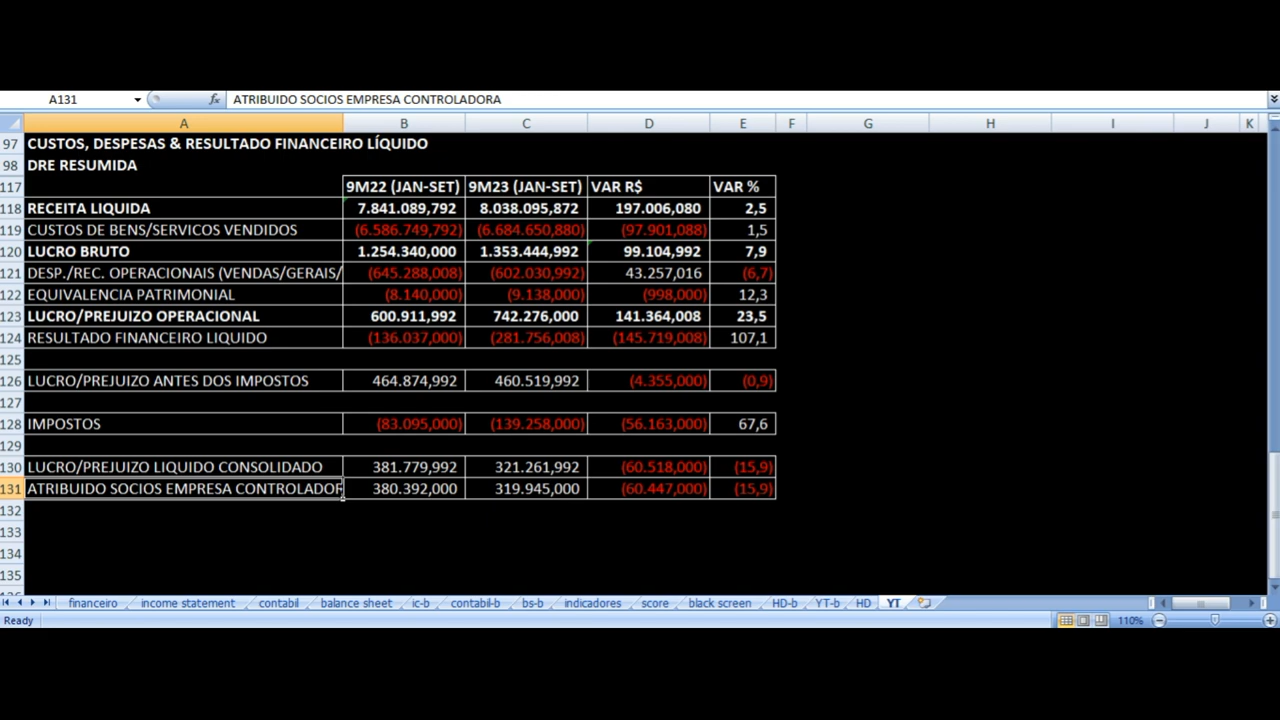 A131 fx ATRIBUIDO SOCIOS EMPRESA CONTROLADORA
A B C D E F G H I J K
97 CUSTOS, DESPESAS & RESULTADO FINANCEIRO LÍQUIDO
98 DRE RESUMIDA
117 9M22 (JAN-SET) 9M23 (JAN-SET) VAR R$ VAR %
118 RECEITA LIQUIDA 7.841.089,792 8.038.095,872 197.006,080 2,5
119 CUSTOS DE BENS/SERVICOS VENDIDOS (6.586.749,792) (6.684.650,880) (97.901,088) 1,5
120 LUCRO BRUTO 1.254.340,000 1.353.444,992 99.104,992 7,9
121 DESP./REC. OPERACIONAIS (VENDAS/GERAIS/ (645.288,008) (602.030,992) 43.257,016 (6,7)
122 EQUIVALENCIA PATRIMONIAL (8.140,000) (9.138,000) (998,000) 12,3
123 LUCRO/PREJUIZO OPERACIONAL 600.911,992 742.276,000 141.364,008 23,5
124 RESULTADO FINANCEIRO LIQUIDO (136.037,000) (281.756,008) (145.719,008) 107,1
125
126 LUCRO/PREJUIZO ANTES DOS IMPOSTOS 464.874,992 460.519,992 (4.355,000) (0,9)
127
128 IMPOSTOS (83.095,000) (139.258,000) (56.163,000) 67,6
129
130 LUCRO/PREJUIZO LIQUIDO CONSOLIDADO 381.779,992 321.261,992 (60.518,000) (15,9)
131 ATRIBUIDO SOCIOS EMPRESA CONTROLADOR 380.392,000 319.945,000 (60.447,000) (15,9)
132
133
134
135
financeiro income statement contabil balance sheet ic-b contabil-b bs-b indicadores score black screen HD-b YT-b HD YT
Ready 110%